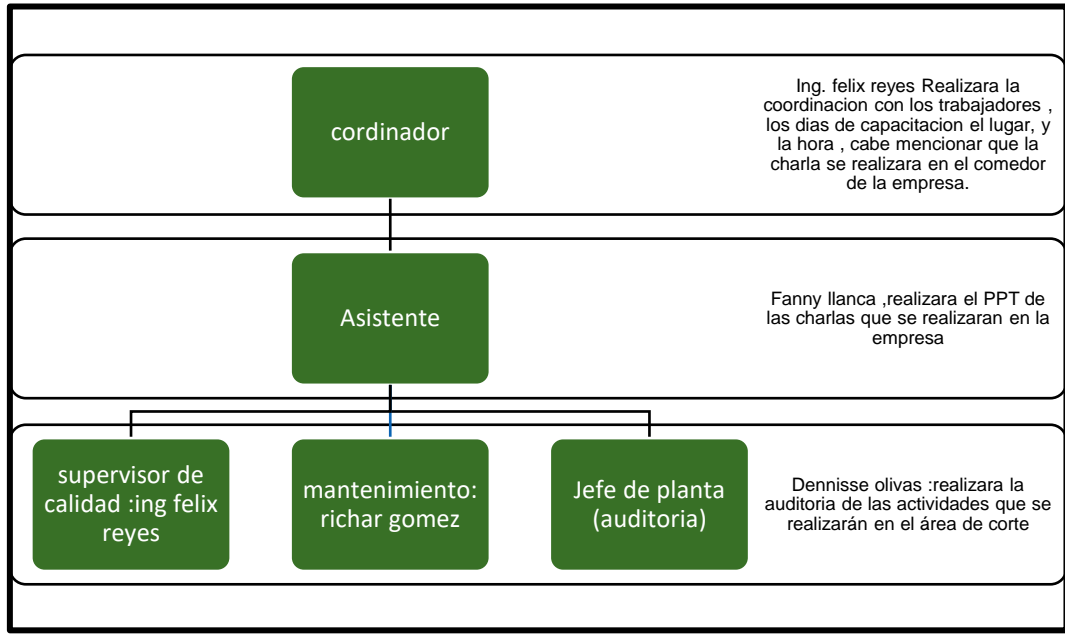 cordinador
Ing. felix reyes Realizara la
coordinacion con los trabajadores ,
los dias de capacitacion el lugar, y
la hora , cabe mencionar que la
charla se realizara en el comedor
de la empresa.
Asistente
Fanny llanca ,realizara el PPT de
las charlas que se realizaran en la
empresa
supervisor de
calidad :ing felix
reyes
mantenimiento:
richar gomez
Jefe de planta
(auditoria)
Dennisse olivas :realizara la
auditoria de las actividades que se
realizarán en el área de corte